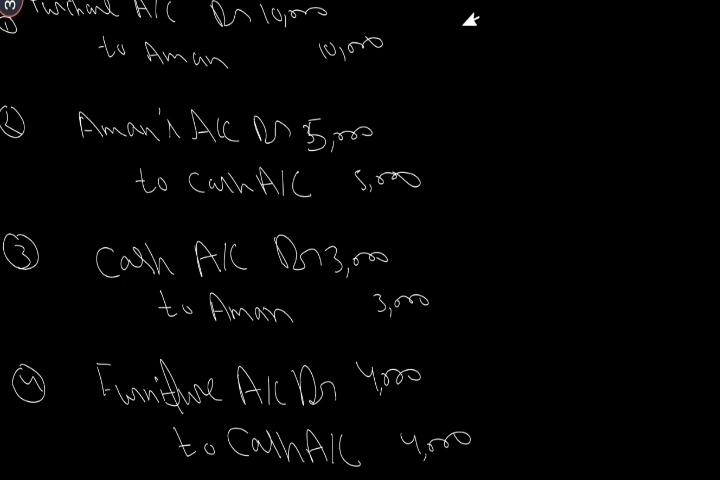 ① Purchase A/C Dr 10,000
to Aman 10,000
② Aman's A/C Dr 5,000
to Cash A/C 5,000
③ Cash A/C Dr 3,000
to Aman 3,000
④ Furniture A/C Dr 4,000
to Cash A/C 4,000